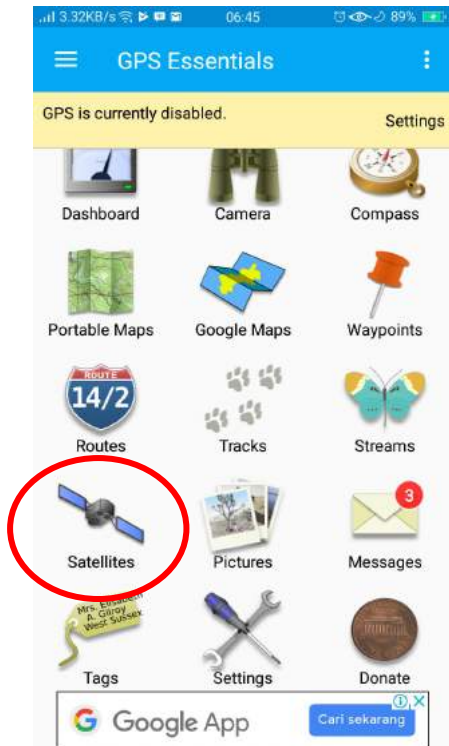 3.32KB/s 06:45 89%
GPS Essentials
GPS is currently disabled.
Settings
Dashboard Camera Compass
Portable Maps Google Maps Waypoints
ROUTE
14/2
Routes Tracks Streams
3
Satellites Pictures Messages
Mrs. Elisabeth
A. Gilroy
West Sussex
Tags Settings Donate
G Google App Cari sekarang